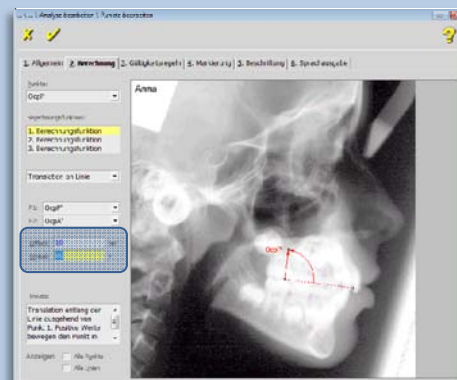 Analyse bearbeiten | Punkte bearbeiten
1. Allgemein | 2. Berechnung | 3. Gültigkeitsregeln | 4. Markierung | 5. Beschriftung | 6. Sprachausgabe
Punkte:
OcpP'
Anna
1. Berechnungsfunktion
2. Berechnungsfunktion
3. Berechnungsfunktion
Translation an Linie
OcpP'
OcpP'
OcpA'
Translation entlang der
Linie ausgehend von
Punkt 1. Positive Werte
bewegen den Punkt in
Anzeigen: Alle Punkte
Alle Linien